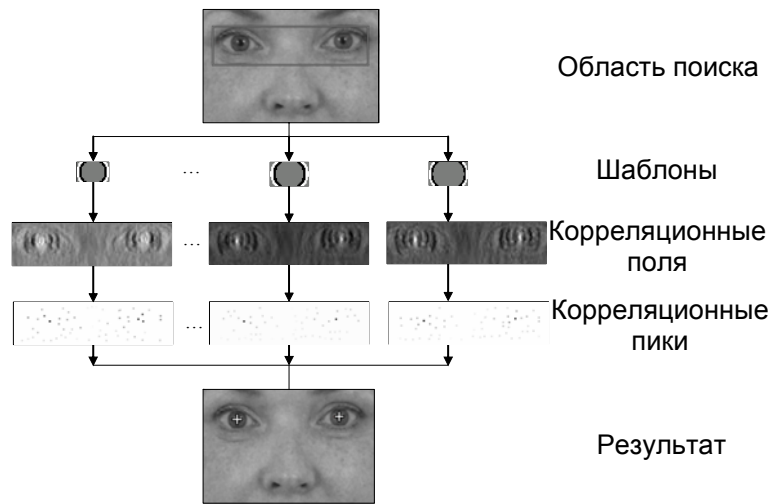 Область поиска
Шаблоны
...
Корреляционные
поля
...
Корреляционные
пики
...
Результат